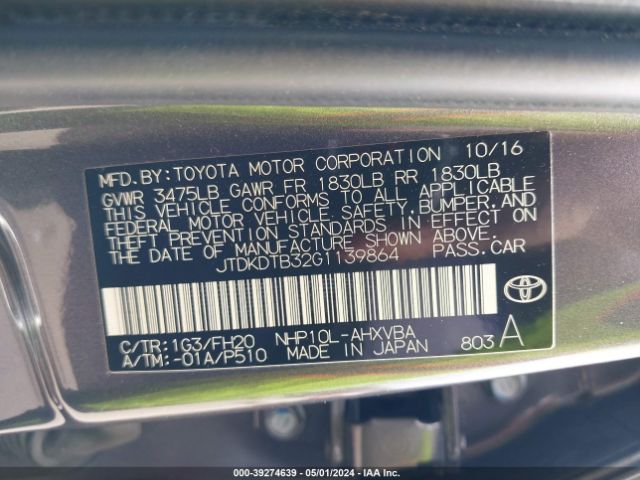 MFD.BY:TOYOTA MOTOR CORPORATION 10/16
GVWR 3475LB GAWR FR 1830LB RR 1830LB
THIS VEHICLE CONFORMS TO ALL APPLICABLE
FEDERAL MOTOR VEHICLE SAFETY,BUMPER,AND
THEFT PREVENTION STANDARDS IN EFFECT ON
THE DATE OF MANUFACTURE SHOWN ABOVE.
JTDKDTB32G1139864 PASS.CAR
C/TR:1G3/FH20 NHP10L-AHXVBA
A/TM:-01A/P510 MADE IN JAPAN 803 A
000-39274639 - 05/01/2024 - IAA Inc.